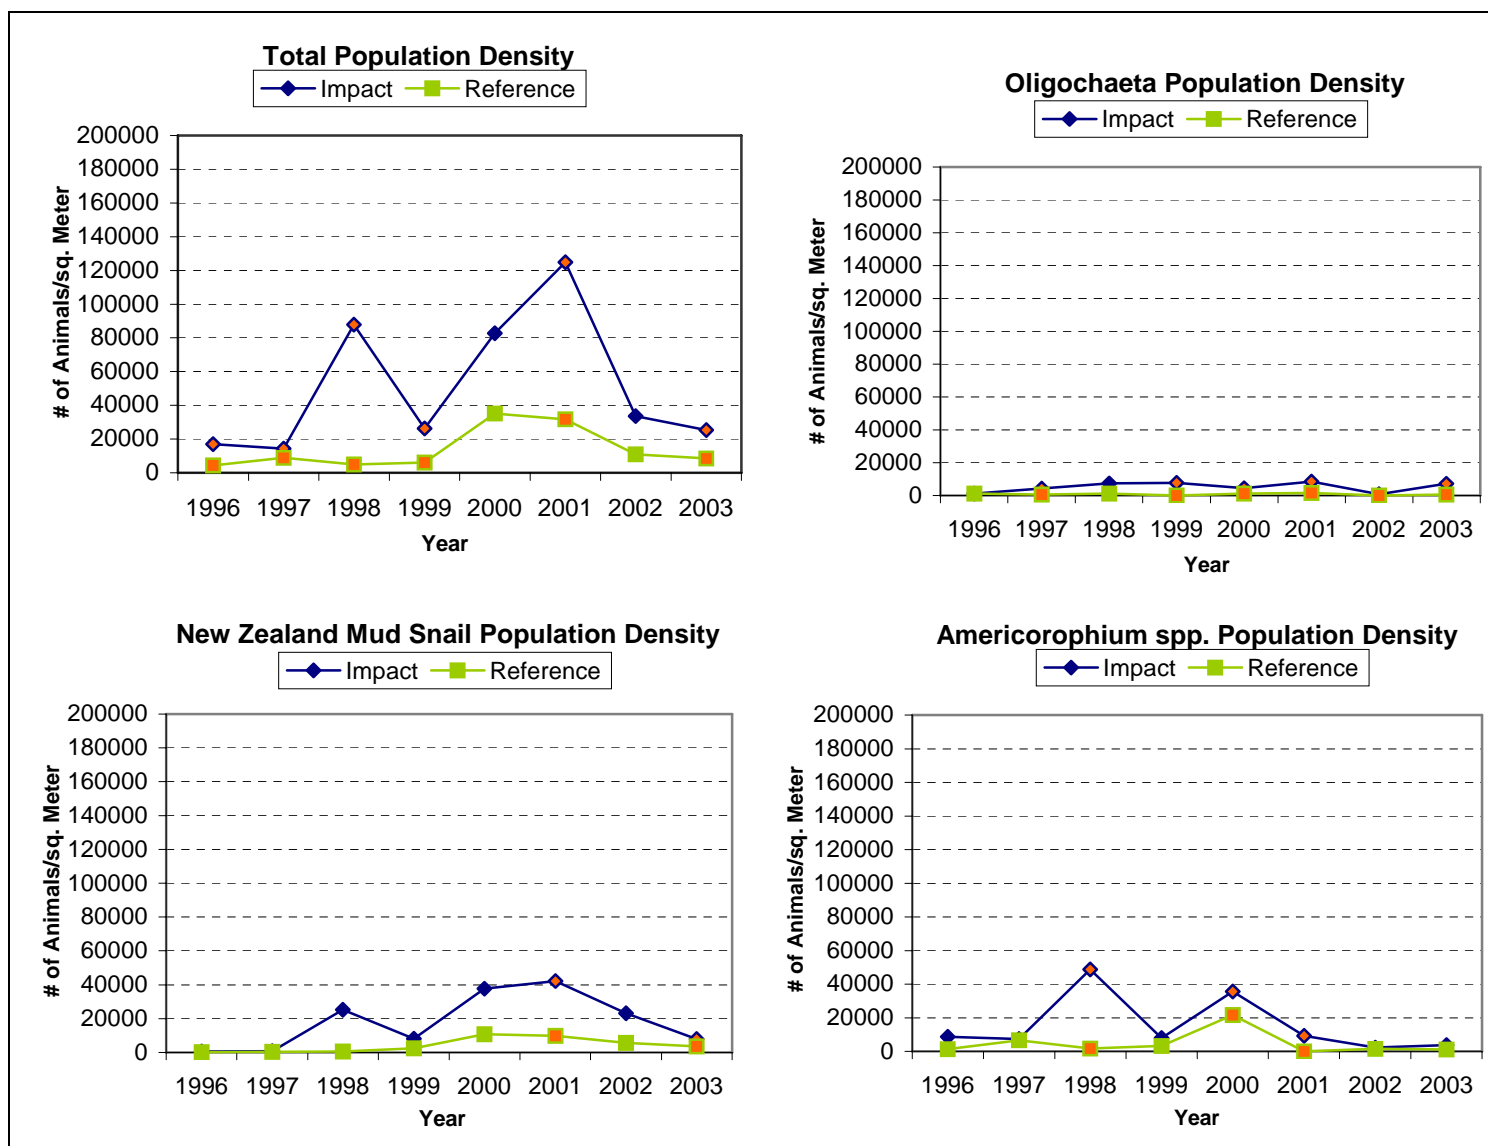 Total Population Density
Impact Reference
200000
180000
160000
140000
120000
100000
80000
60000
40000
20000
0
# of Animals/sq. Meter
1996 1997 1998 1999 2000 2001 2002 2003
Year
Oligochaeta Population Density
Impact Reference
200000
180000
160000
140000
120000
100000
80000
60000
40000
20000
0
# of Animals/sq. Meter
1996 1997 1998 1999 2000 2001 2002 2003
Year
New Zealand Mud Snail Population Density
Impact Reference
200000
180000
160000
140000
120000
100000
80000
60000
40000
20000
0
# of Animals/sq. Meter
1996 1997 1998 1999 2000 2001 2002 2003
Year
Americorophium spp. Population Density
Impact Reference
200000
180000
160000
140000
120000
100000
80000
60000
40000
20000
0
# of Animals/sq. Meter
1996 1997 1998 1999 2000 2001 2002 2003
Year